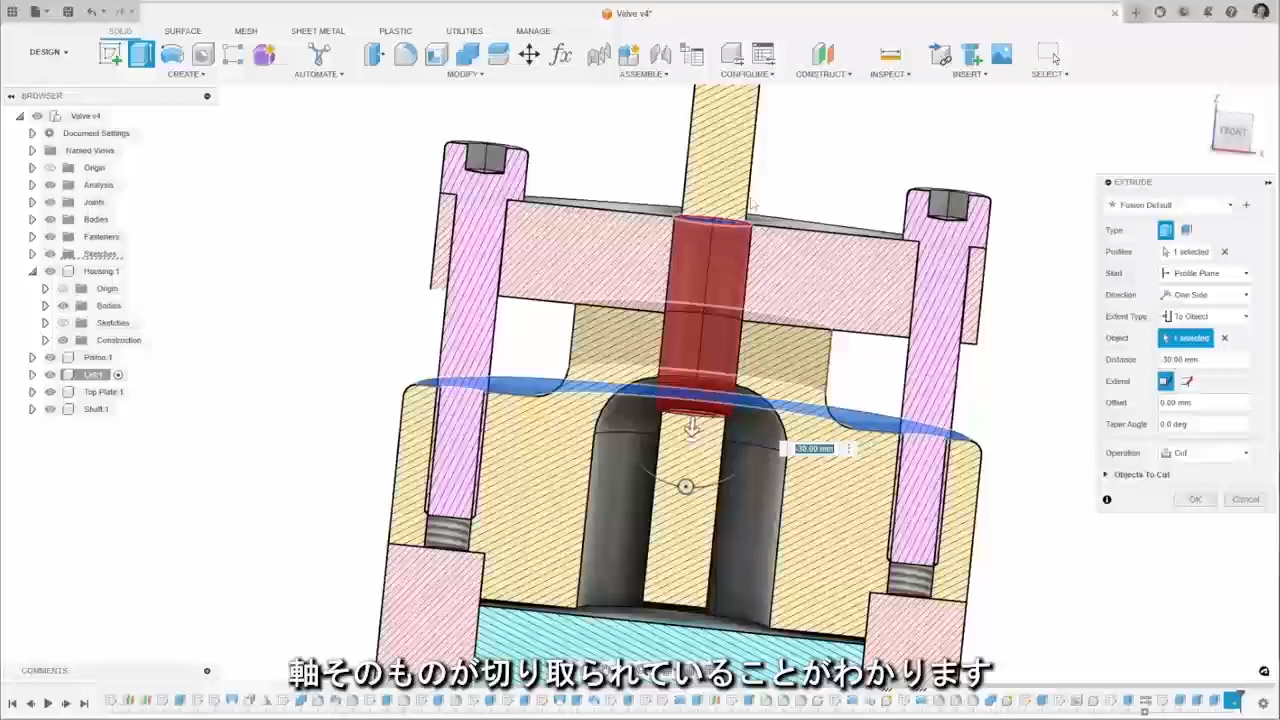 Valve v4*
SOLID SURFACE MESH SHEET METAL PLASTIC UTILITIES MANAGE
DESIGN
CREATE AUTOMATE MODIFY ASSEMBLE CONFIGURE CONSTRUCT INSPECT INSERT SELECT
BROWSER
Valve v4
Document Settings
Named Views
Origin
Analysis
Joints
Bodies
Fasteners
Sketches
Housing:1
Origin
Bodies
Sketches
Construction
Piston:1
Top Plate:1
Shaft:1
FRONT
Z
X
EXTRUDE
Fusion Default
Type
Profiles 1 selected
Start Profile Plane
Direction One Side
Extent Type To Object
Object 1 selected
Distance -30.00 mm
Extend
Offset 0.00 mm
Taper Angle 0.0 deg
Operation Cut
Objects To Cut
OK Cancel
-30.00 mm
COMMENTS
軸そのものが切り取られていることがわかります